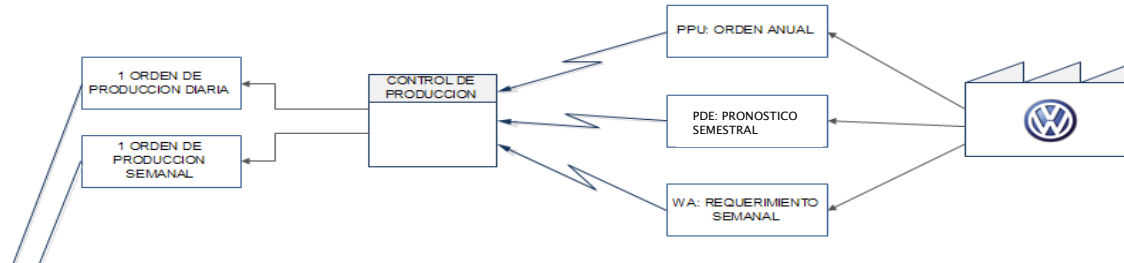 PPU: ORDEN ANUAL
1 ORDEN DE
PRODUCCION DIARIA
CONTROL DE
PRODUCCION
PDE: PRONOSTICO
SEMESTRAL
1 ORDEN DE
PRODUCCION
SEMANAL
WA: REQUERIMIENTO
SEMANAL